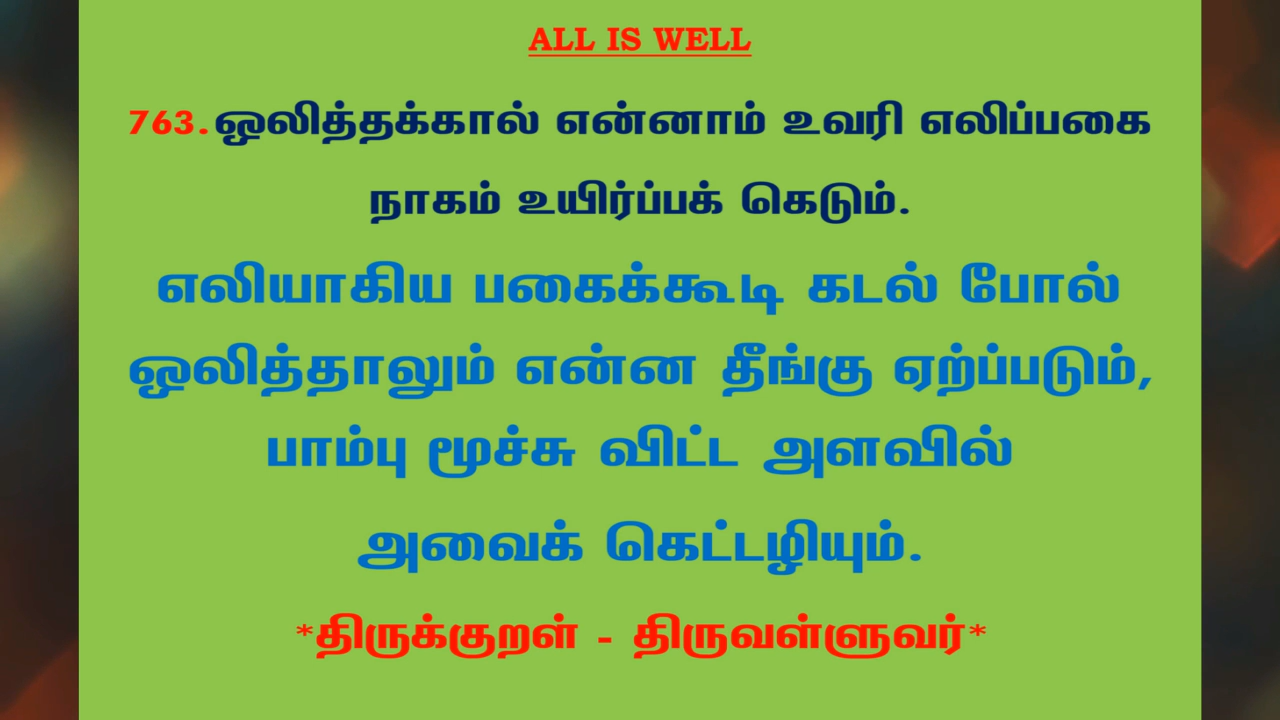 ALL IS WELL
763.ஒலித்தக்கால் என்னாம் உவரி எலிப்பகை
நாகம் உயிர்ப்பக் கெடும்.
எலியாகிய பகைக்கூடி கடல் போல்
ஒலித்தாலும் என்ன தீங்கு ஏற்ப்படும்,
பாம்பு மூச்சு விட்ட அளவில்
அவைக் கெட்டழியும்.
*திருக்குறள் - திருவள்ளுவர்*